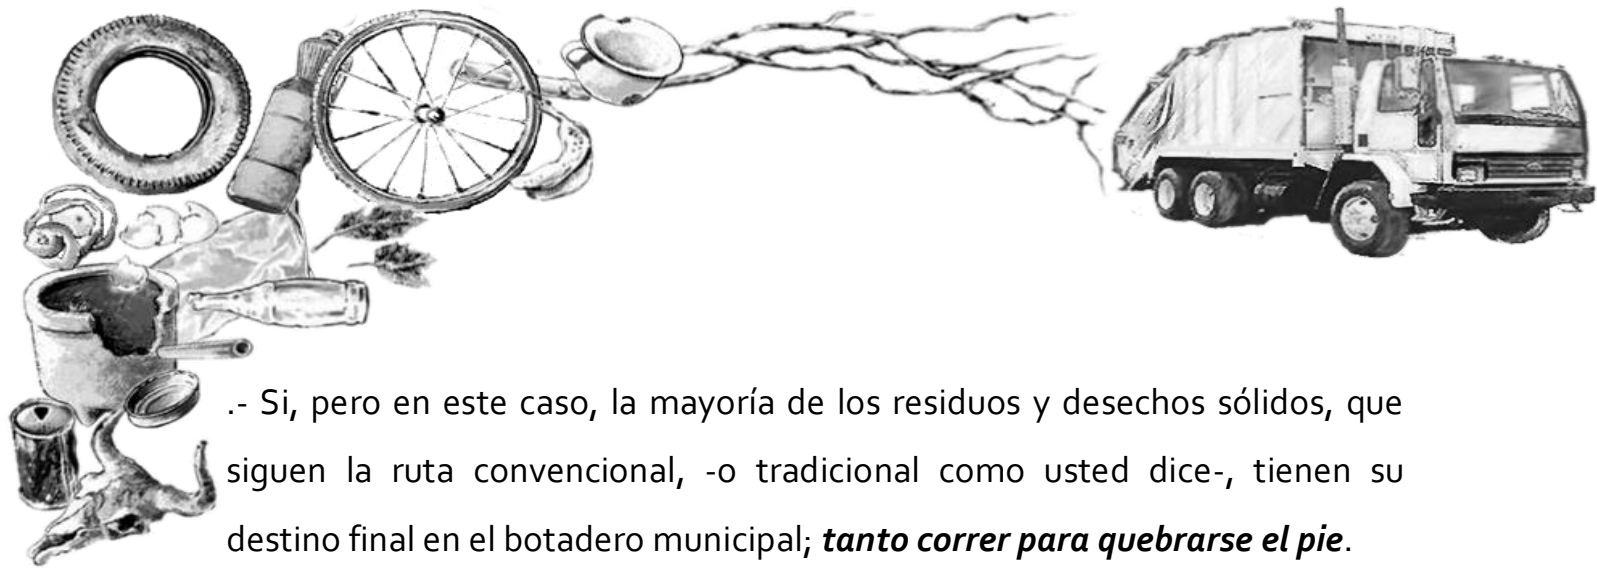 .- Si, pero en este caso, la mayoría de los residuos y desechos sólidos, que
siguen la ruta convencional, -o tradicional como usted dice-, tienen su
destino final en el botadero municipal; tanto correr para quebrarse el pie.